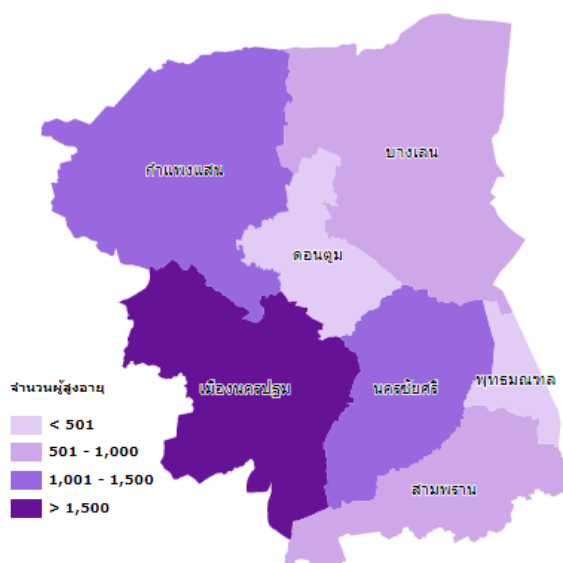 บางเลน
กำแพงแสน
ดอนตูม
พุทธมณฑล
เมืองนครปฐม
นครชัยศรี
สามพราน
จำนวนผู้สูงอายุ
< 501
501 - 1,000
1,001 - 1,500
> 1,500